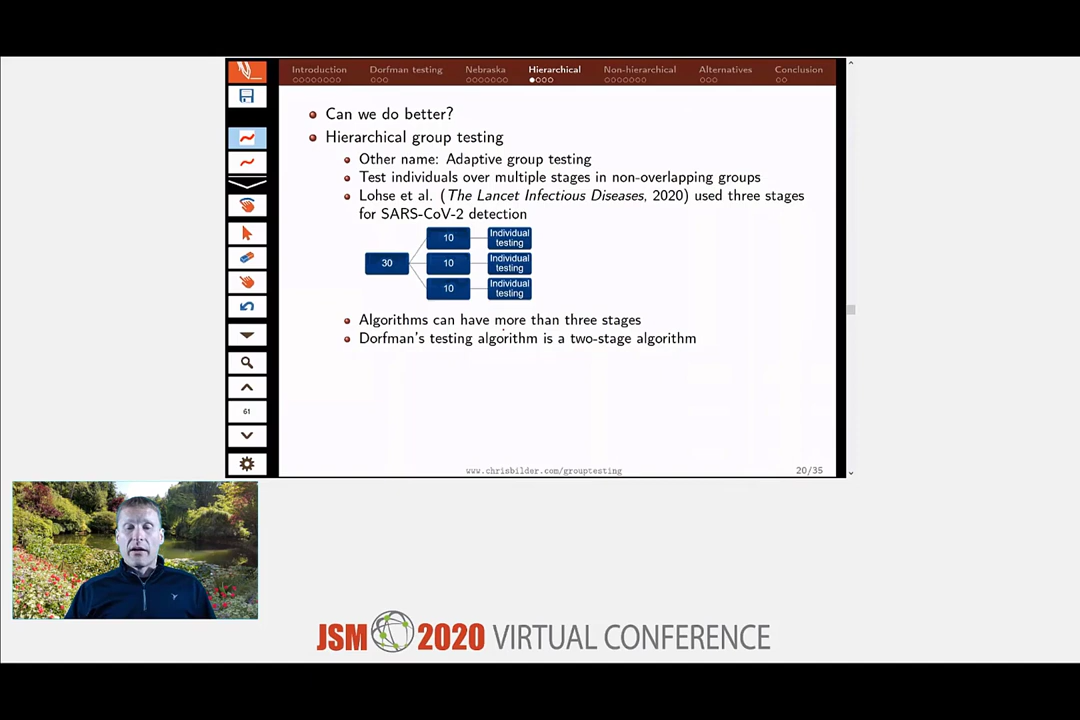 Introduction Dorfman testing Nebraska Hierarchical Non-hierarchical Alternatives Conclusion
Can we do better?
Hierarchical group testing
Other name: Adaptive group testing
Test individuals over multiple stages in non-overlapping groups
Lohse et al. (The Lancet Infectious Diseases, 2020) used three stages
for SARS-CoV-2 detection
30
10
Individual
testing
10
Individual
testing
10
Individual
testing
Algorithms can have more than three stages
Dorfman's testing algorithm is a two-stage algorithm
61
www.chrisbilder.com/grouptesting
20/35
JSM 2020 VIRTUAL CONFERENCE